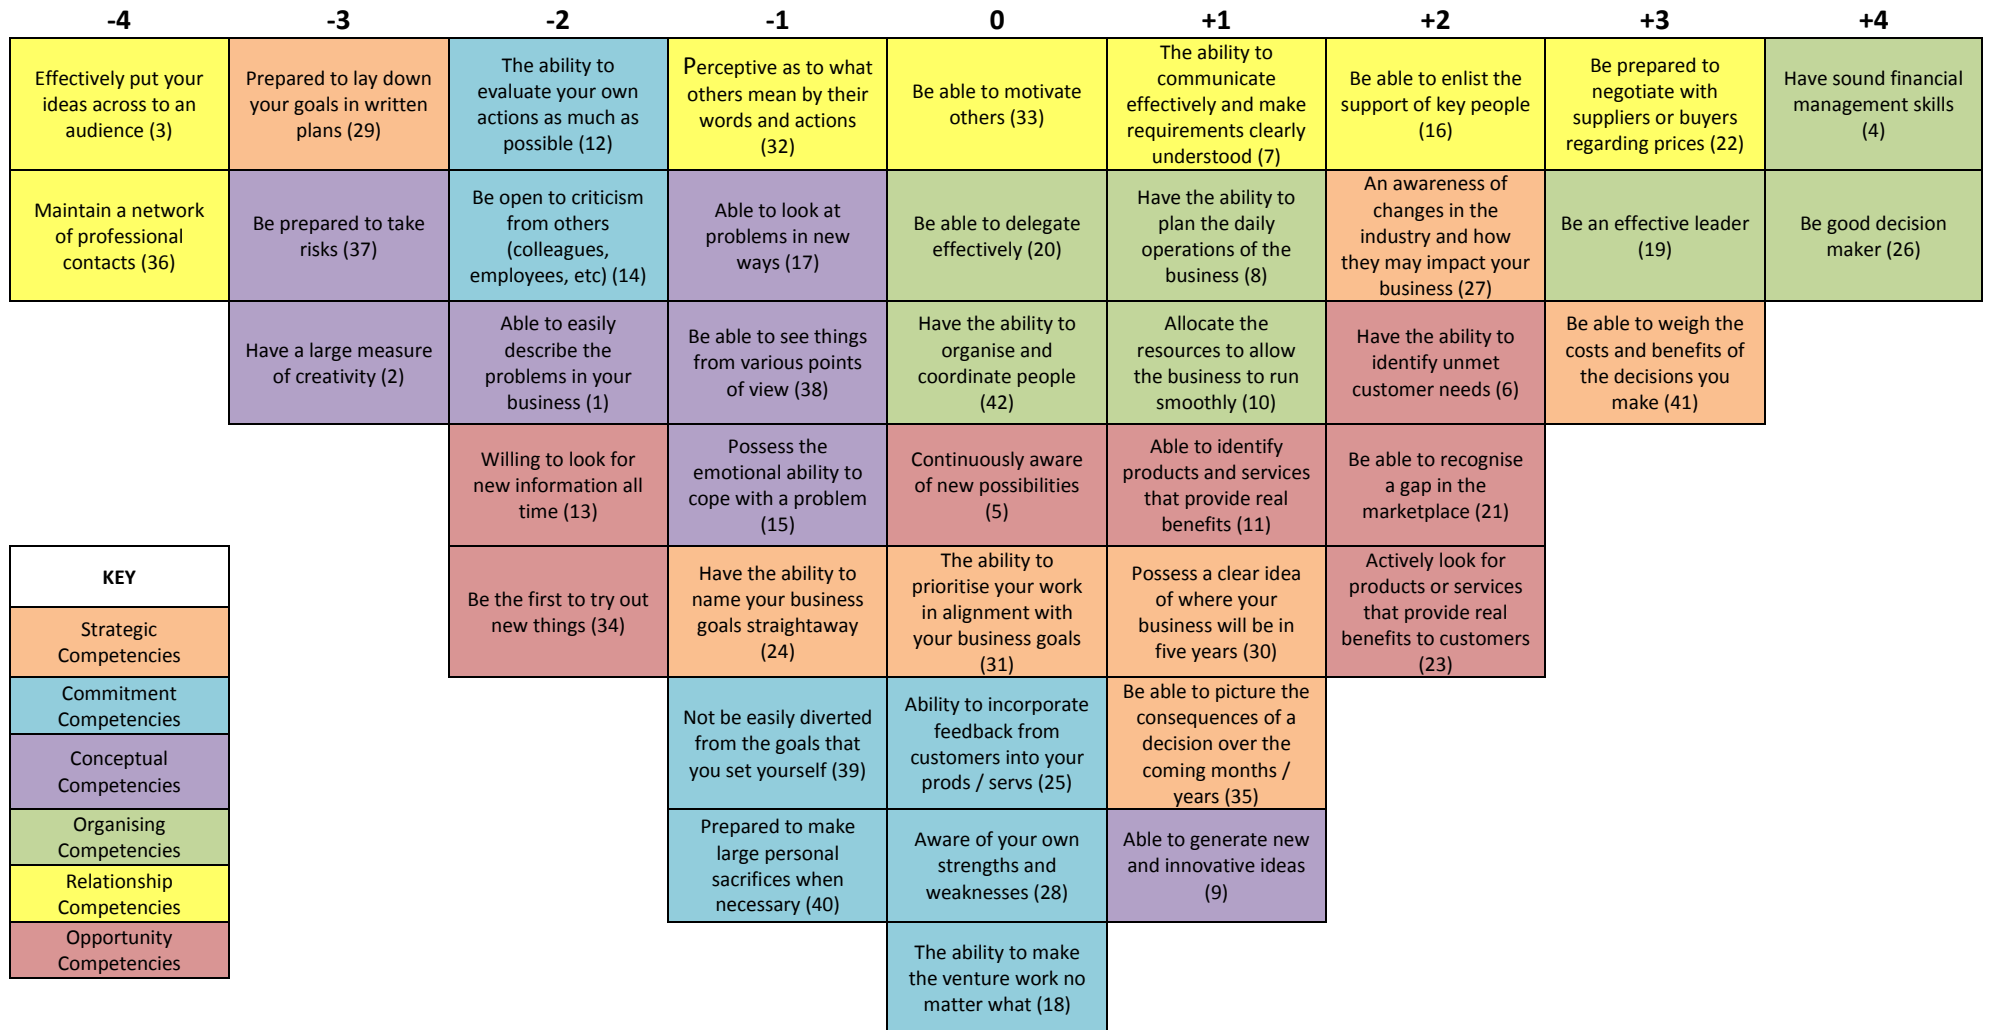 -4 -3 -2 -1 0 +1 +2 +3 +4
Effectively put your
ideas across to an
audience (3)
Prepared to lay down
your goals in written
plans (29)
The ability to
evaluate your own
actions as much as
possible (12)
Perceptive as to what
others mean by their
words and actions
(32)
Be able to motivate
others (33)
The ability to
communicate
effectively and make
requirements clearly
understood (7)
Be able to enlist the
support of key people
(16)
Be prepared to
negotiate with
suppliers or buyers
regarding prices (22)
Have sound financial
management skills
(4)
Maintain a network
of professional
contacts (36)
Be prepared to take
risks (37)
Be open to criticism
from others
(colleagues,
employees, etc) (14)
Able to look at
problems in new
ways (17)
Be able to delegate
effectively (20)
Have the ability to
plan the daily
operations of the
business (8)
An awareness of
changes in the
industry and how
they may impact your
business (27)
Be an effective leader
(19)
Be good decision
maker (26)
Have a large measure
of creativity (2)
Able to easily
describe the
problems in your
business (1)
Be able to see things
from various points
of view (38)
Have the ability to
organise and
coordinate people
(42)
Allocate the
resources to allow
the business to run
smoothly (10)
Have the ability to
identify unmet
customer needs (6)
Be able to weigh the
costs and benefits of
the decisions you
make (41)
Willing to look for
new information all
time (13)
Possess the
emotional ability to
cope with a problem
(15)
Continuously aware
of new possibilities
(5)
Able to identify
products and services
that provide real
benefits (11)
Be able to recognise
a gap in the
marketplace (21)
Be the first to try out
new things (34)
Have the ability to
name your business
goals straightaway
(24)
The ability to
prioritise your work
in alignment with
your business goals
(31)
Possess a clear idea
of where your
business will be in
five years (30)
Actively look for
products or services
that provide real
benefits to customers
(23)
Not be easily diverted
from the goals that
you set yourself (39)
Ability to incorporate
feedback from
customers into your
prods / servs (25)
Be able to picture the
consequences of a
decision over the
coming months /
years (35)
Prepared to make
large personal
sacrifices when
necessary (40)
Aware of your own
strengths and
weaknesses (28)
Able to generate new
and innovative ideas
(9)
The ability to make
the venture work no
matter what (18)
KEY
Strategic
Competencies
Commitment
Competencies
Conceptual
Competencies
Organising
Competencies
Relationship
Competencies
Opportunity
Competencies